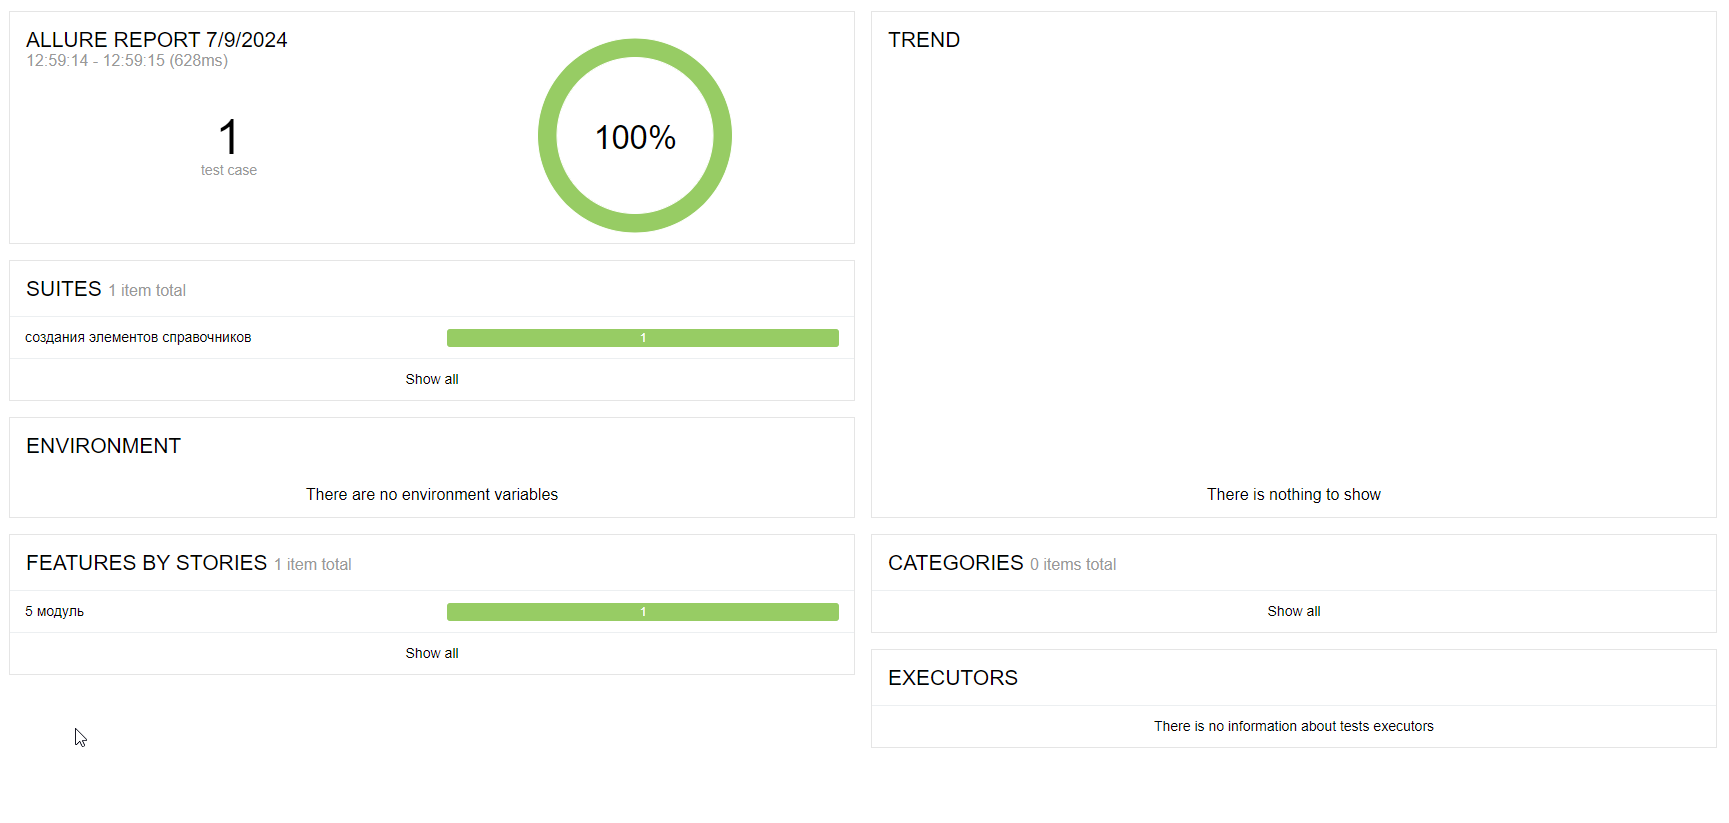 ALLURE REPORT 7/9/2024
12:59:14 - 12:59:15 (628ms)
1
test case
100%
SUITES 1 item total
создания элементов справочников 1
Show all
ENVIRONMENT
There are no environment variables
FEATURES BY STORIES 1 item total
5 модуль 1
Show all
TREND
There is nothing to show
CATEGORIES 0 items total
Show all
EXECUTORS
There is no information about tests executors